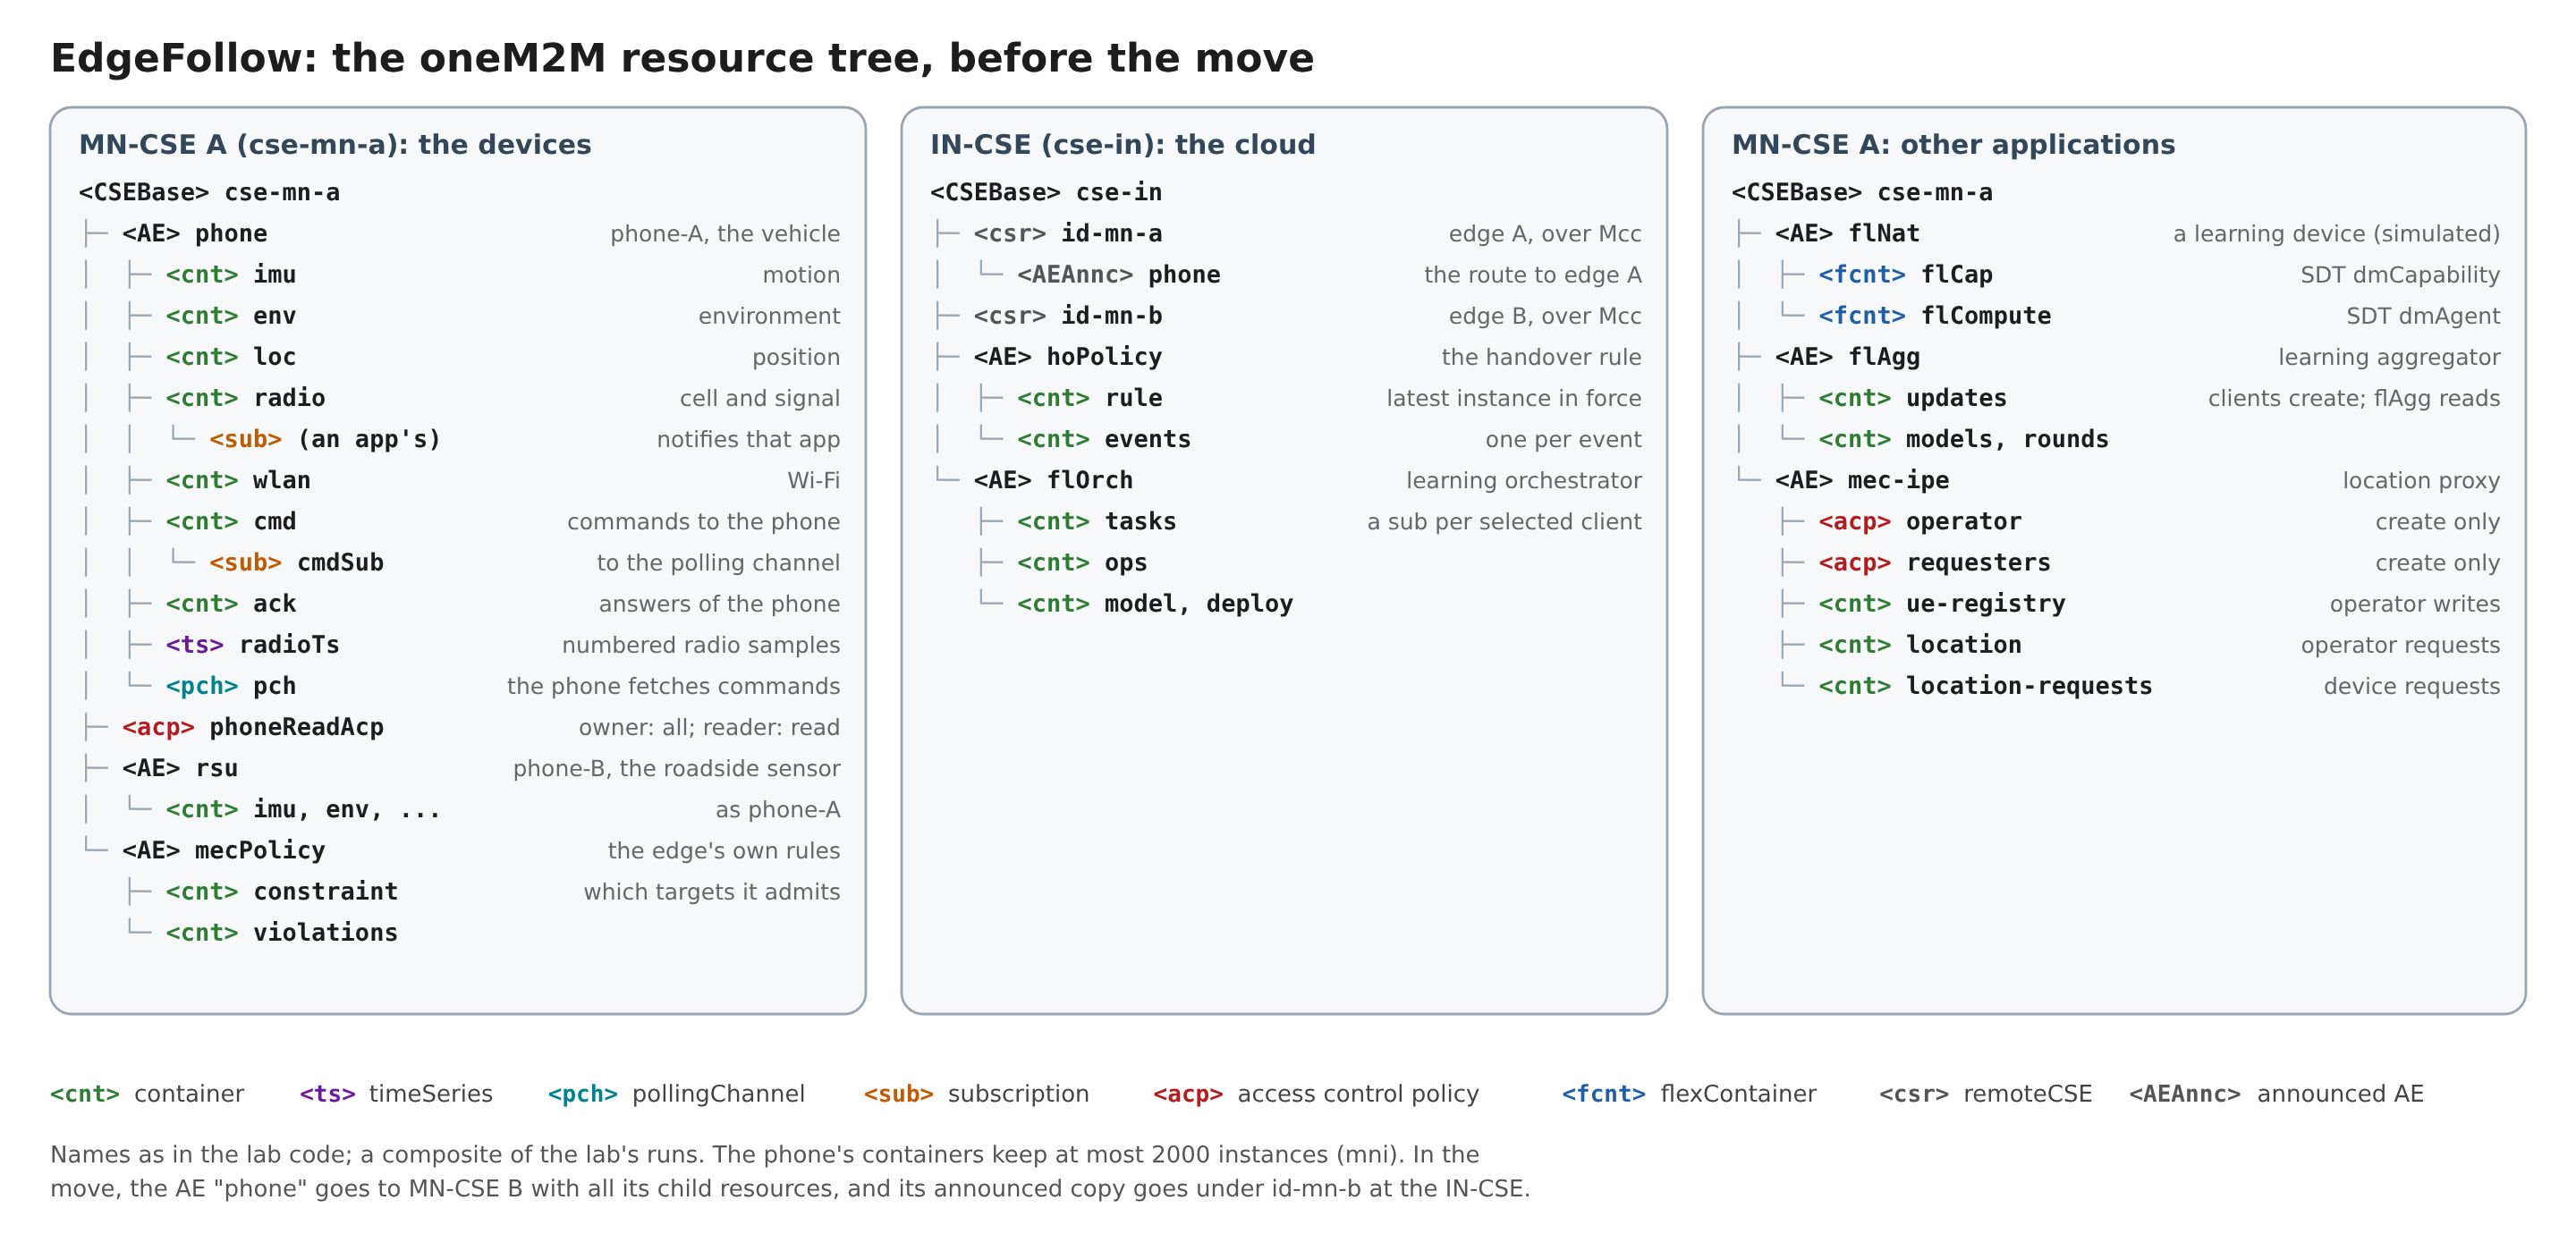 EdgeFollow: the oneM2M resource tree, before the move
MN-CSE A (cse-mn-a): the devices
<CSEBase> cse-mn-a
├─ <AE> phone phone-A, the vehicle
│  ├─ <cnt> imu motion
│  ├─ <cnt> env environment
│  ├─ <cnt> loc position
│  ├─ <cnt> radio cell and signal
│  │  └─ <sub> (an app's) notifies that app
│  ├─ <cnt> wlan Wi-Fi
│  ├─ <cnt> cmd commands to the phone
│  │  └─ <sub> cmdSub to the polling channel
│  ├─ <cnt> ack answers of the phone
│  ├─ <ts> radioTs numbered radio samples
│  └─ <pch> pch the phone fetches commands
├─ <acp> phoneReadAcp owner: all; reader: read
├─ <AE> rsu phone-B, the roadside sensor
│  └─ <cnt> imu, env, ... as phone-A
└─ <AE> mecPolicy the edge's own rules
   ├─ <cnt> constraint which targets it admits
   └─ <cnt> violations
IN-CSE (cse-in): the cloud
<CSEBase> cse-in
├─ <csr> id-mn-a edge A, over Mcc
│  └─ <AEAnnc> phone the route to edge A
├─ <csr> id-mn-b edge B, over Mcc
├─ <AE> hoPolicy the handover rule
│  ├─ <cnt> rule latest instance in force
│  └─ <cnt> events one per event
└─ <AE> flOrch learning orchestrator
   ├─ <cnt> tasks a sub per selected client
   ├─ <cnt> ops
   └─ <cnt> model, deploy
MN-CSE A: other applications
<CSEBase> cse-mn-a
├─ <AE> flNat a learning device (simulated)
│  ├─ <fcnt> flCap SDT dmCapability
│  └─ <fcnt> flCompute SDT dmAgent
├─ <AE> flAgg learning aggregator
│  ├─ <cnt> updates clients create; flAgg reads
│  └─ <cnt> models, rounds
└─ <AE> mec-ipe location proxy
   ├─ <acp> operator create only
   ├─ <acp> requesters create only
   ├─ <cnt> ue-registry operator writes
   ├─ <cnt> location operator requests
   └─ <cnt> location-requests device requests
<cnt> container <ts> timeSeries <pch> pollingChannel <sub> subscription <acp> access control policy <fcnt> flexContainer <csr> remoteCSE <AEAnnc> announced AE
Names as in the lab code; a composite of the lab's runs. The phone's containers keep at most 2000 instances (mni). In the
move, the AE "phone" goes to MN-CSE B with all its child resources, and its announced copy goes under id-mn-b at the IN-CSE.